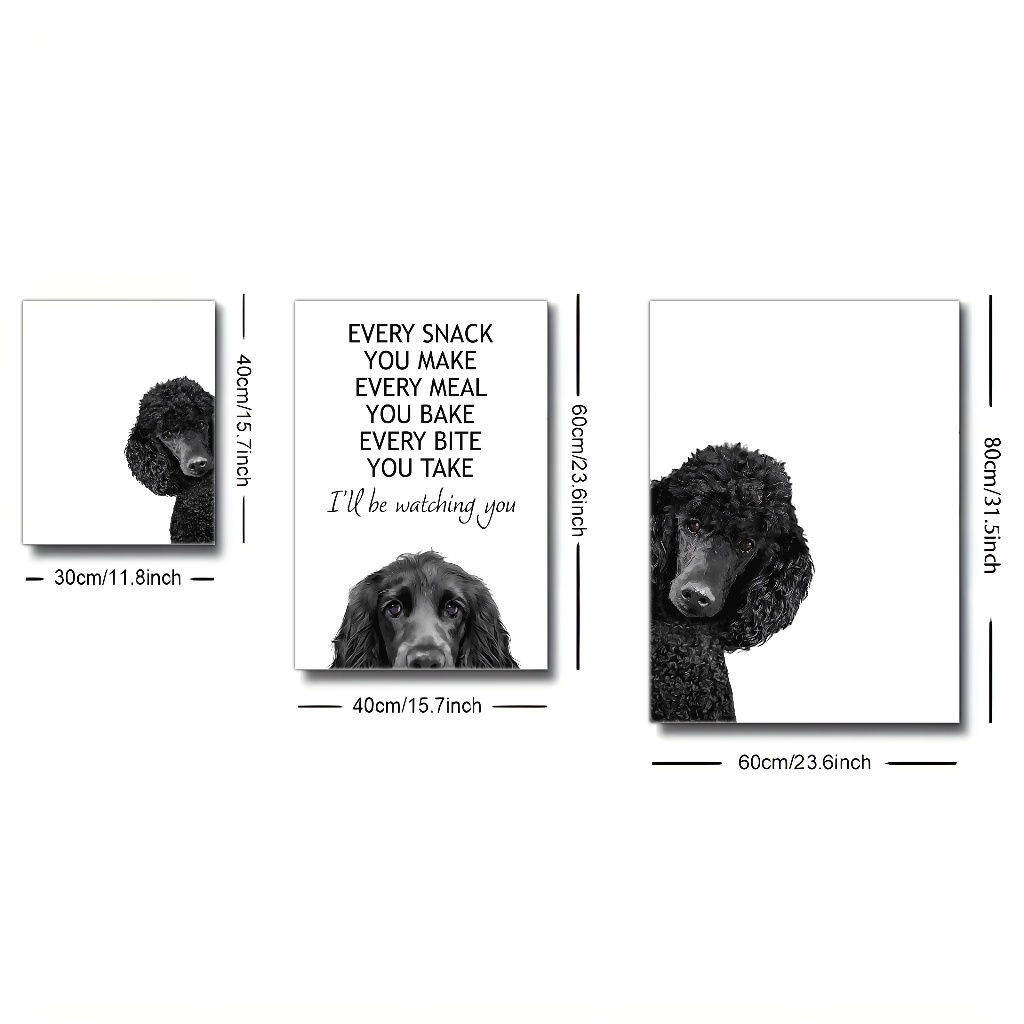 40cm/15.7inch
30cm/11.8inch
EVERY SNACK
YOU MAKE
EVERY MEAL
YOU BAKE
EVERY BITE
YOU TAKE
I'll be watching you
60cm/23.6inch
40cm/15.7inch
80cm/31.5inch
60cm/23.6inch